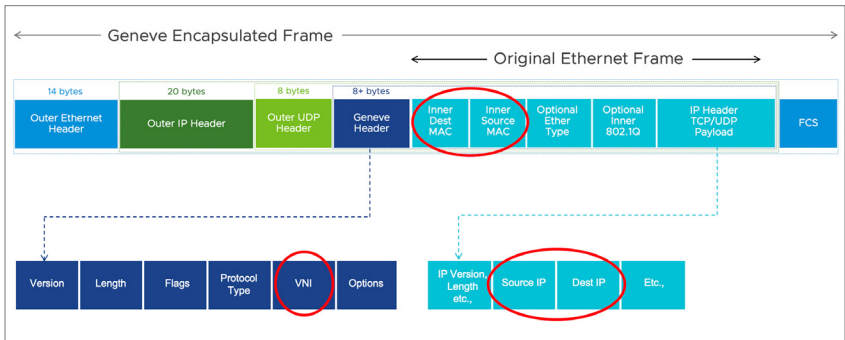 Geneve Encapsulated Frame
Original Ethernet Frame
14 bytes
20 bytes
8 bytes
8+ bytes
Outer Ethernet
Header
Outer IP Header
Outer UDP
Header
Geneve
Header
Inner
Dest
MAC
Inner
Source
MAC
Optional
Ether
Type
Optional
Inner
802.1Q
IP Header
TCP/UDP
Payload
FCS
Version
Length
Flags
Protocol
Type
VNI
Options
IP Version,
Length
etc.,
Source IP
Dest IP
Etc.,